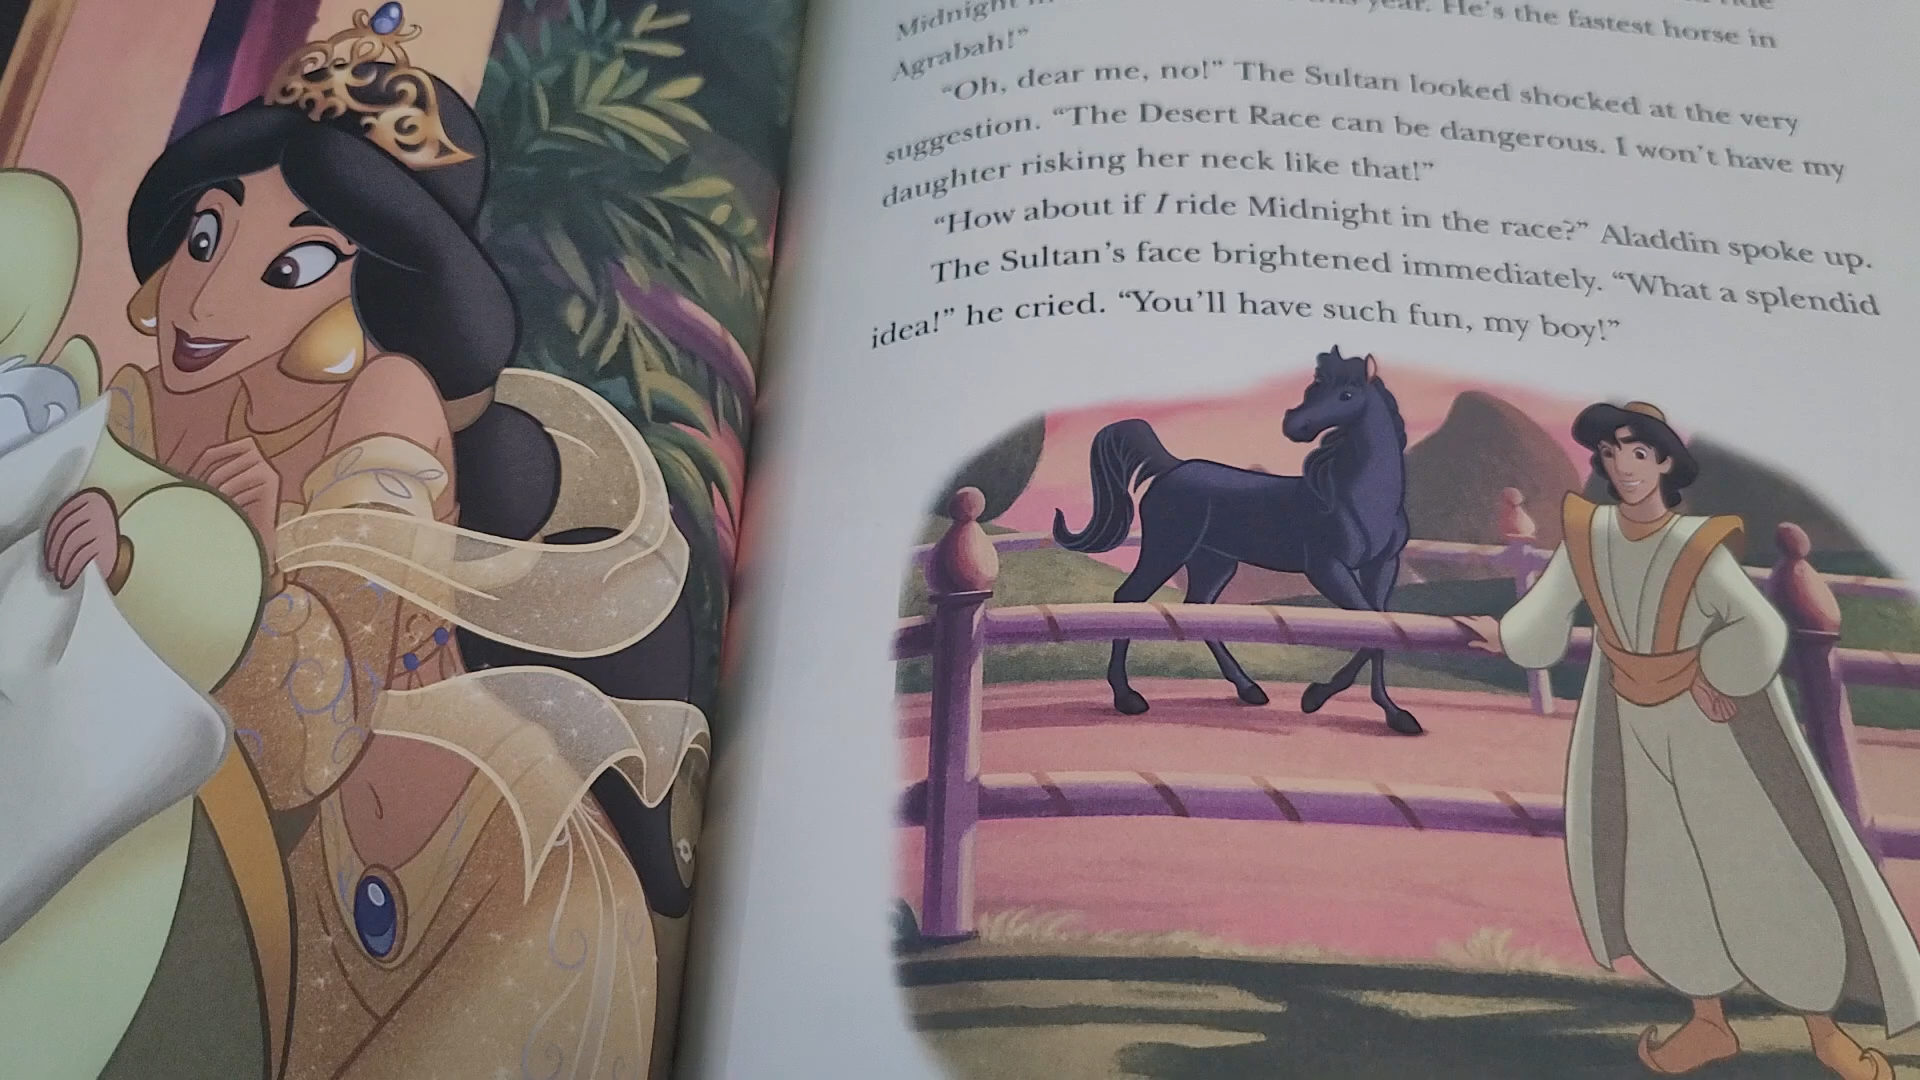 Midnight year. He's the fastest horse in
Agrabah!”
“Oh, dear me, no!” The Sultan looked shocked at the very
suggestion. “The Desert Race can be dangerous. I won't have my
daughter risking her neck like that!”
“How about if I ride Midnight in the race?” Aladdin spoke up.
The Sultan's face brightened immediately. “What a splendid
idea!” he cried. “You'll have such fun, my boy!”